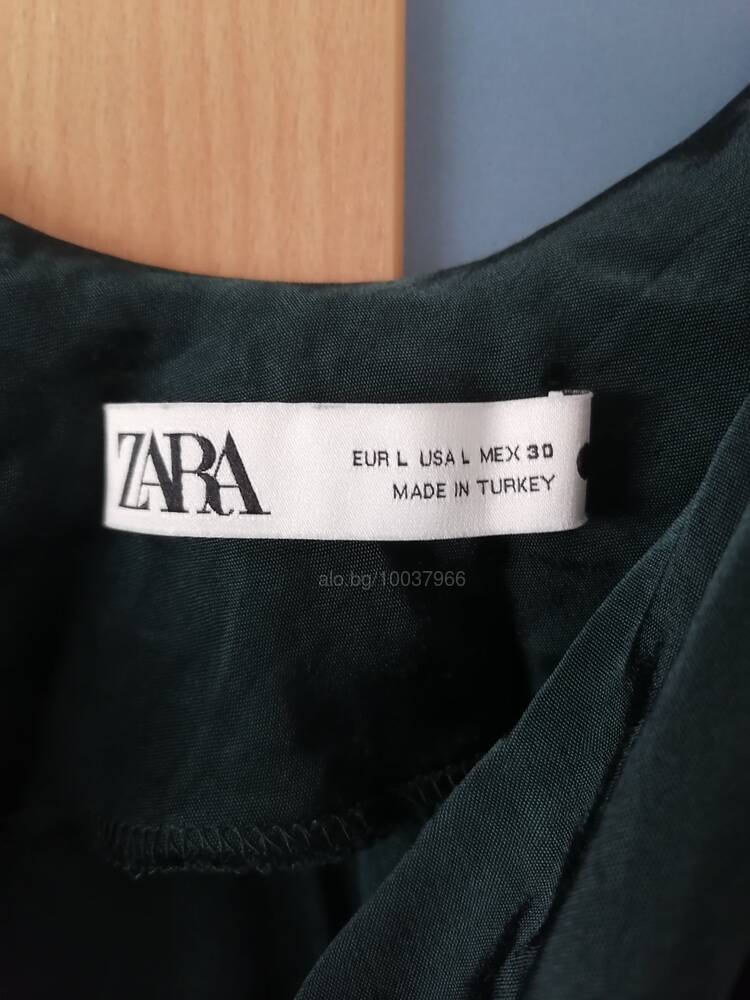 ZARA
EUR L USA L MEX 30
MADE IN TURKEY
alo.bg/10037966